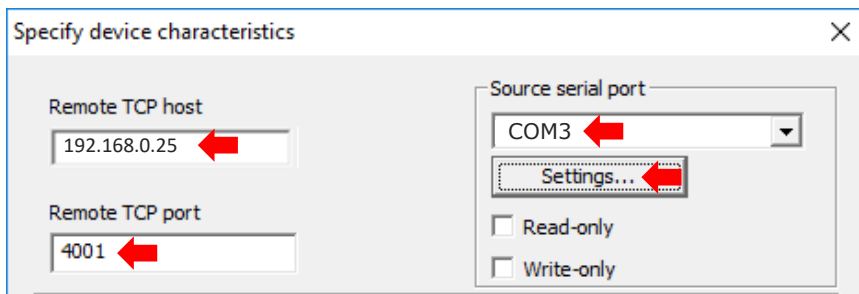 Specify device characteristics
Remote TCP host
192.168.0.25
Remote TCP port
4001
Source serial port
COM3
Settings...
Read-only
Write-only